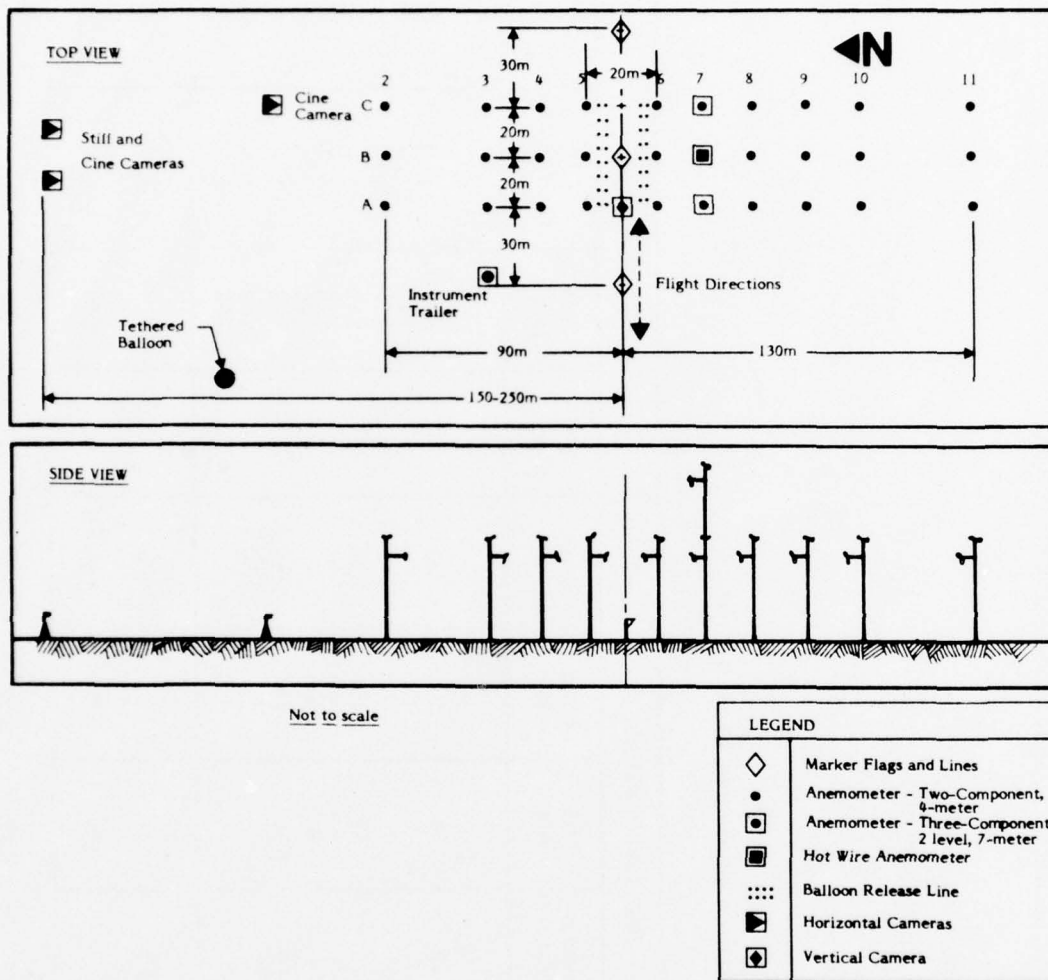 TOP VIEW
N
30m
20m
2 3 4 5 6 7 8 9 10 11
Cine
Camera
C
Still and
Cine Cameras
20m
B
20m
A
30m
Instrument
Trailer
Flight Directions
Tethered
Balloon
90m
130m
150-250m
SIDE VIEW
Not to scale
LEGEND
Marker Flags and Lines
Anemometer - Two-Component,
4-meter
Anemometer - Three-Component
2 level, 7-meter
Hot Wire Anemometer
Balloon Release Line
Horizontal Cameras
Vertical Camera